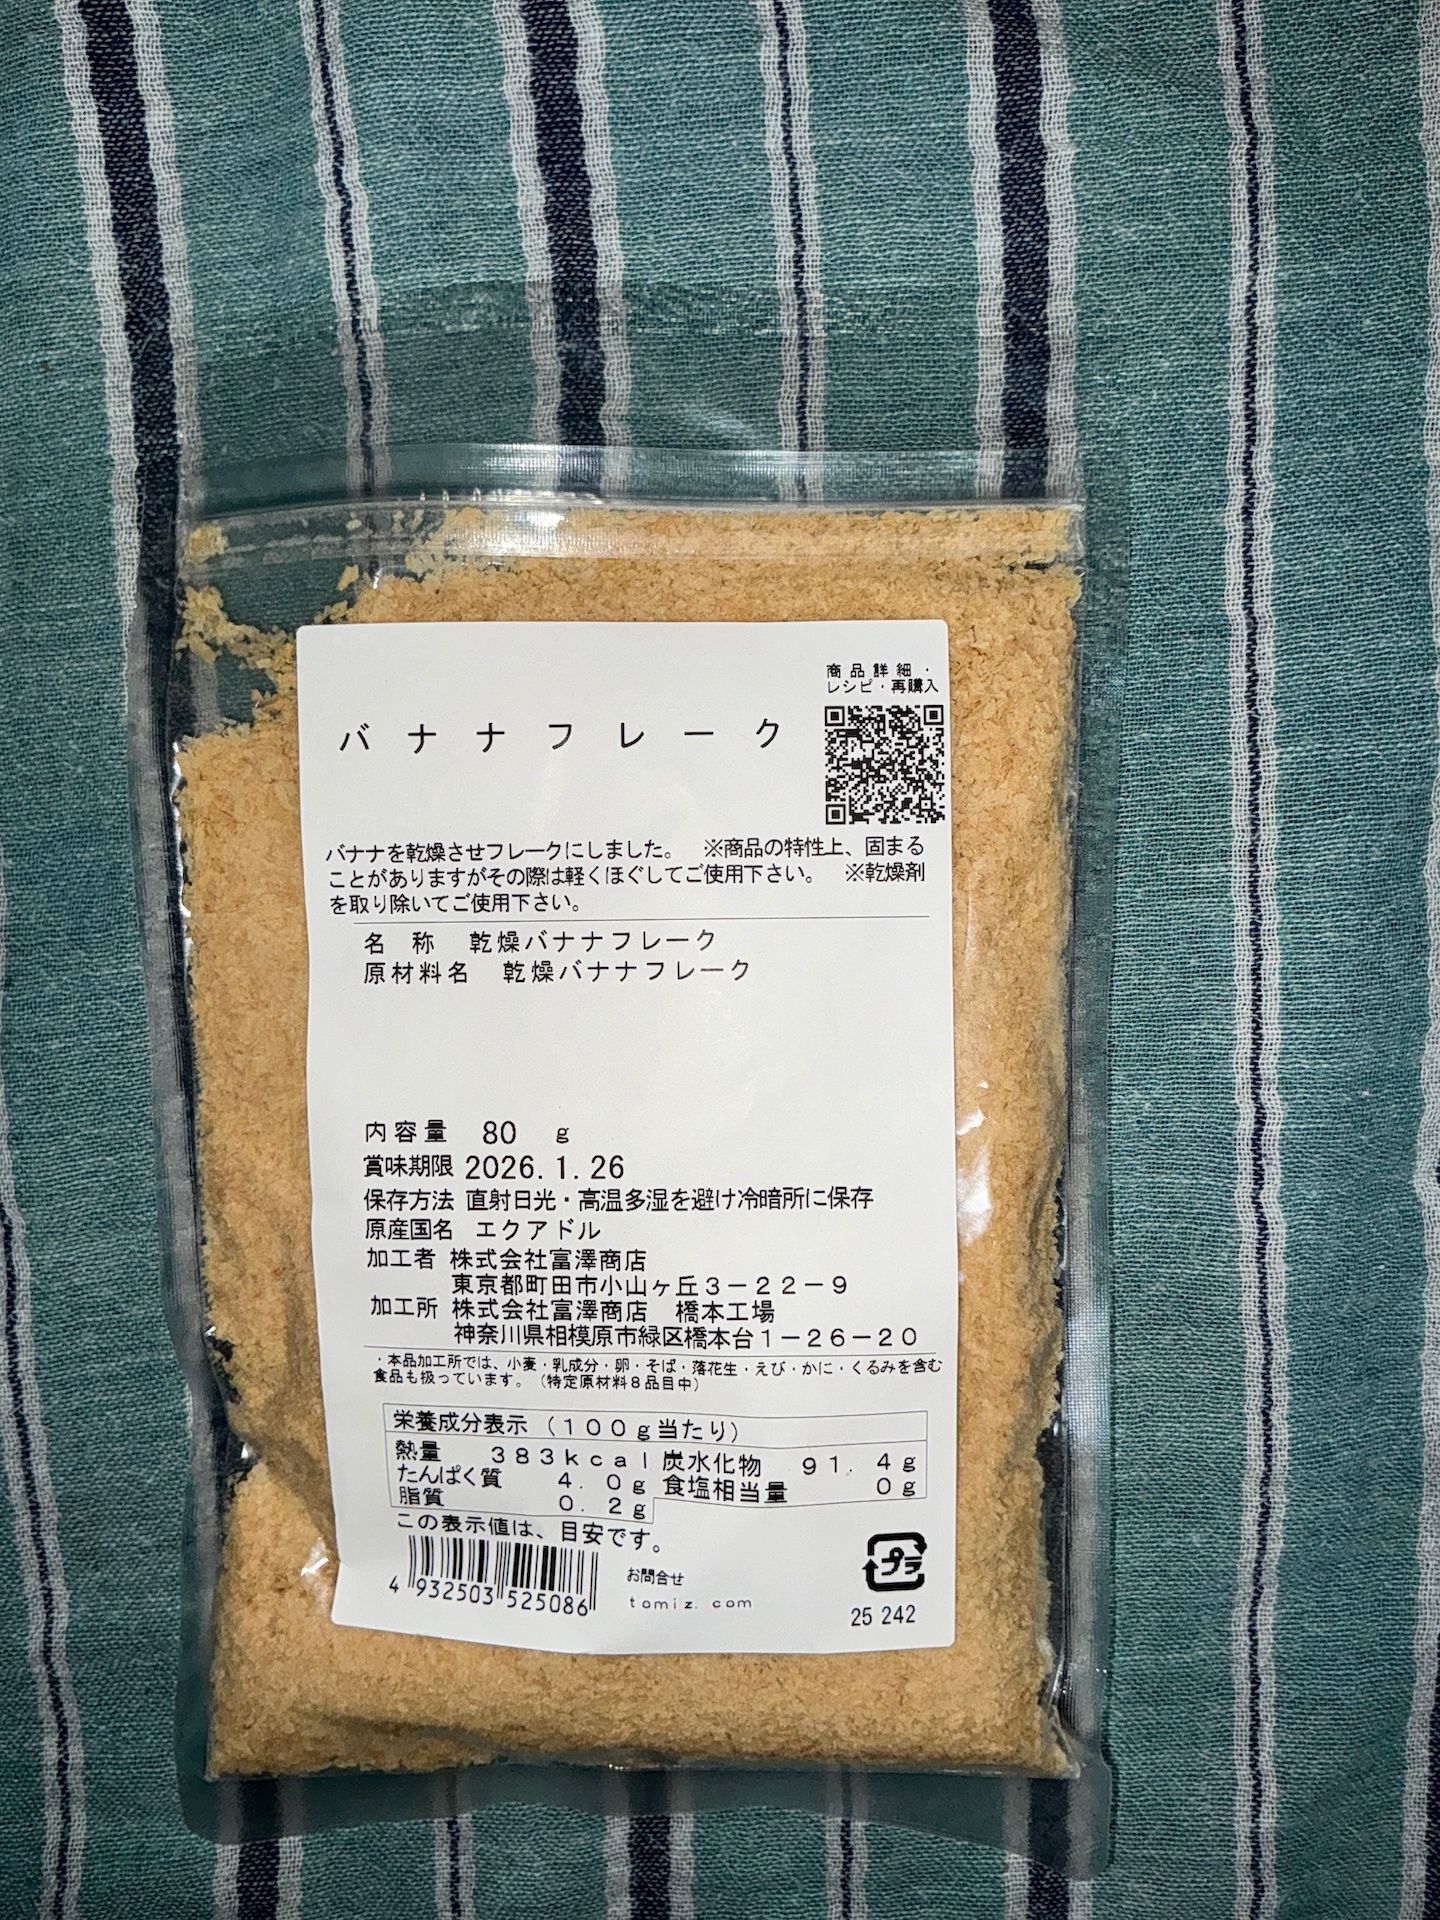 商品詳細・
レシピ・再購入
バナナフレーク
バナナを乾燥させフレークにしました。　※商品の特性上、固まる
ことがありますがその際は軽くほぐしてご使用下さい。　※乾燥剤
を取り除いてご使用下さい。
名　称　乾燥バナナフレーク
原材料名　乾燥バナナフレーク
内容量　80　g
賞味期限 2026.1.26
保存方法 直射日光・高温多湿を避け冷暗所に保存
原産国名　エクアドル
加工者 株式会社富澤商店
東京都町田市小山ヶ丘３－２２－９
加工所 株式会社富澤商店　橋本工場
神奈川県相模原市緑区橋本台１－２６－２０
・本品加工所では、小麦・乳成分・卵・そば・落花生・えび・かに・くるみを含む
食品も扱っています。（特定原材料８品目中）
栄養成分表示（１００ｇ当たり）
熱量　３８３ｋｃａｌ 炭水化物　９１．４ｇ
たんぱく質　４．０ｇ 食塩相当量　０ｇ
脂質　０．２ｇ
この表示値は、目安です。
4 932503 525086
お問合せ
ｔｏｍｉｚ．ｃｏｍ
プラ
25 242